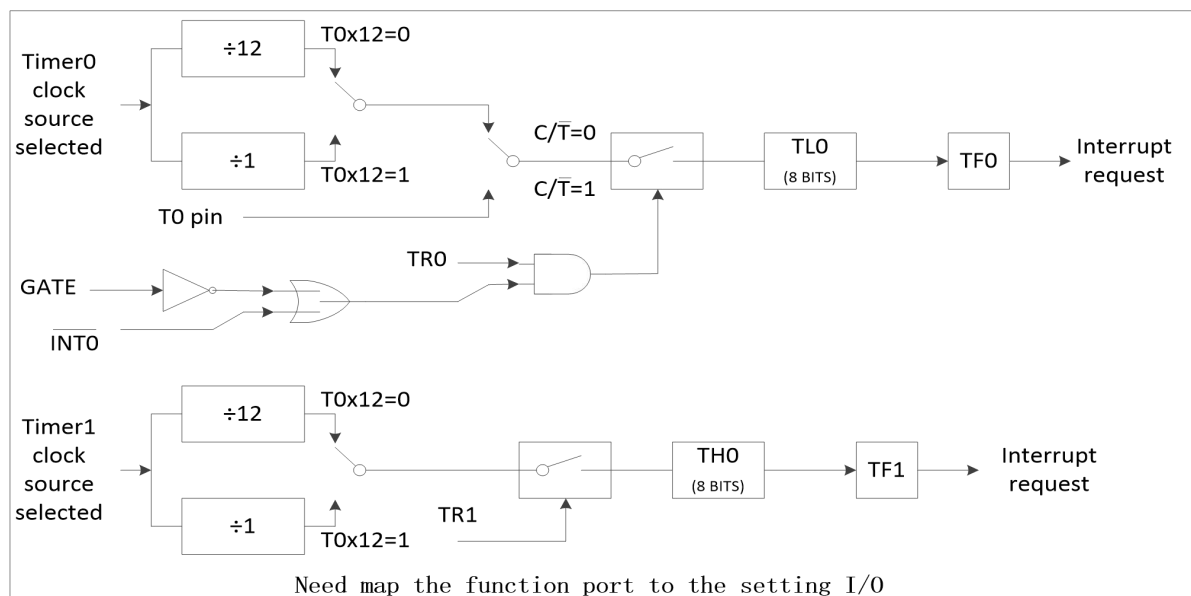 ÷12
T0x12=0
Timer0
clock
source
selected
÷1
T0x12=1
C/T̅=0
C/T̅=1
T0 pin
TL0
(8 BITS)
TF0
Interrupt
request
TR0
GATE
I̅N̅T̅0̅
÷12
T0x12=0
Timer1
clock
source
selected
÷1
T0x12=1
TR1
TH0
(8 BITS)
TF1
Interrupt
request
Need map the function port to the setting I/O